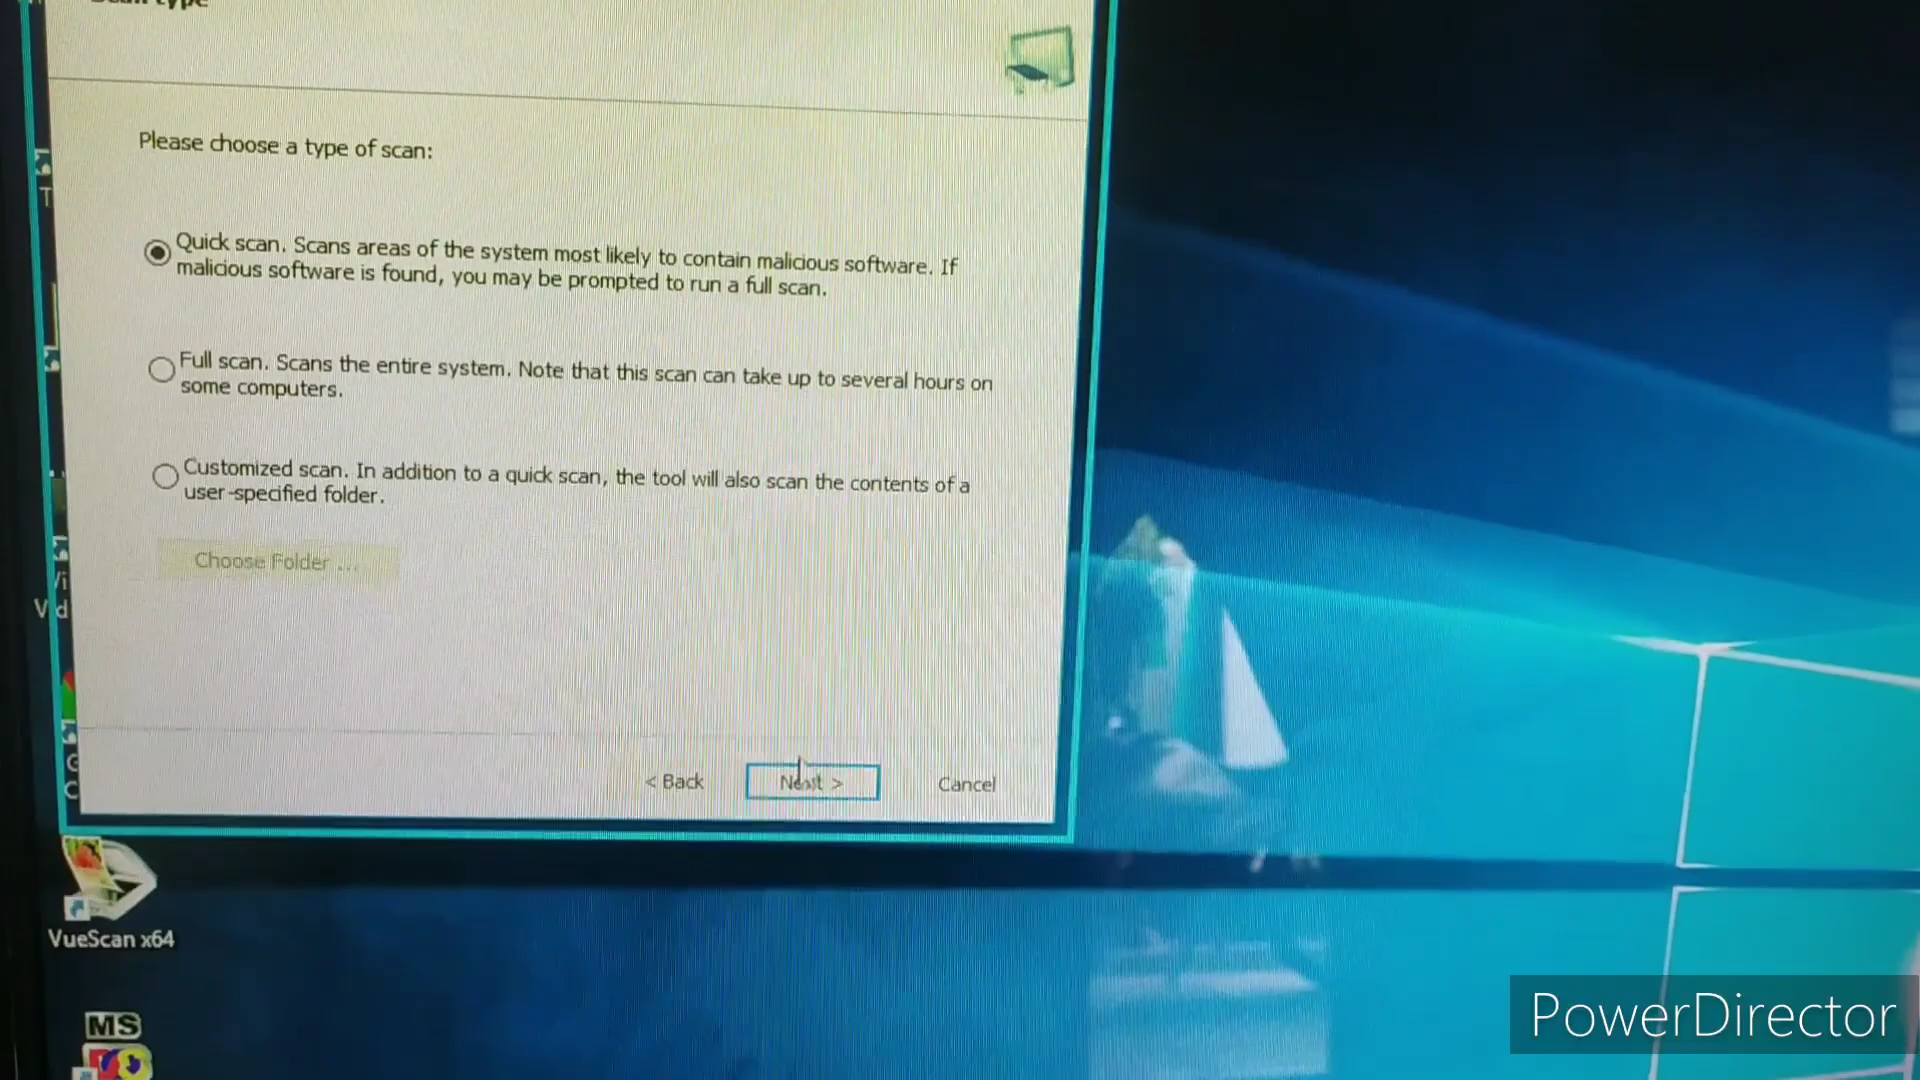 Scan type
Please choose a type of scan:
Quick scan. Scans areas of the system most likely to contain malicious software. If
malicious software is found, you may be prompted to run a full scan.
Full scan. Scans the entire system. Note that this scan can take up to several hours on
some computers.
Customized scan. In addition to a quick scan, the tool will also scan the contents of a
user-specified folder.
Choose Folder ...
< Back
Next >
Cancel
T
Vi
Vid
G
C
VueScan x64
MS
PowerDirector